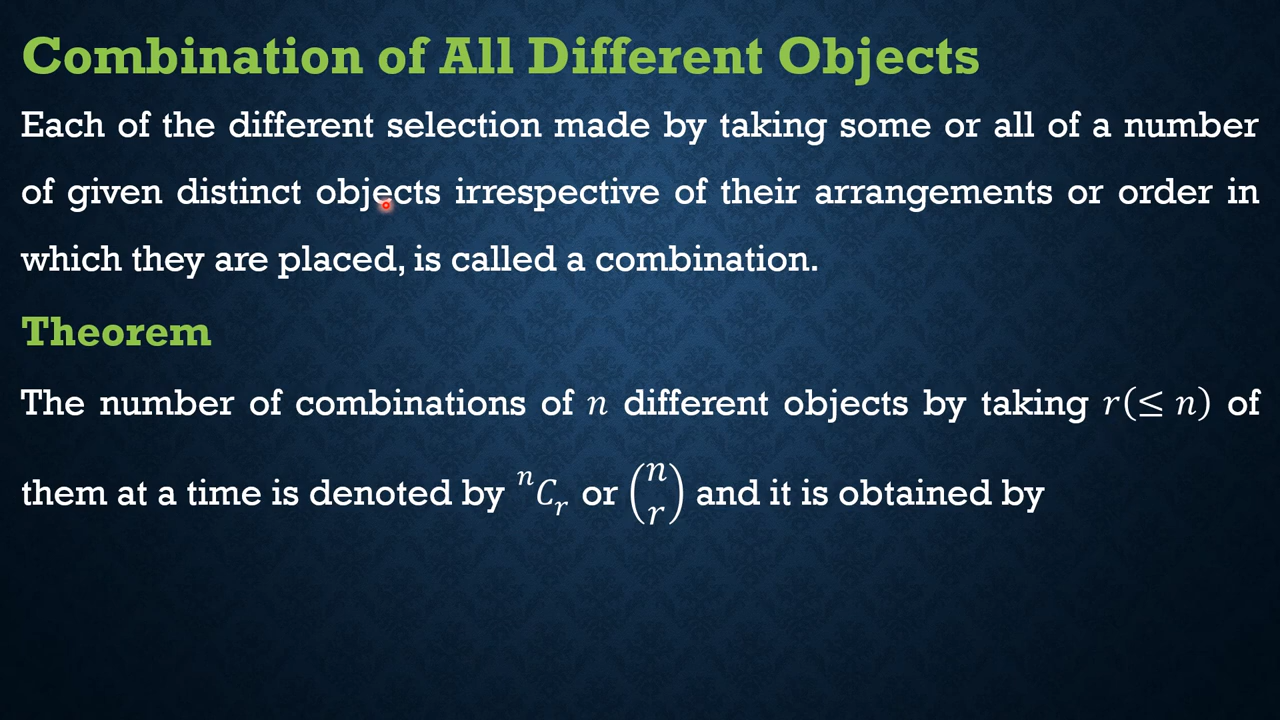 Combination of All Different Objects
Each of the different selection made by taking some or all of a number
of given distinct objects irrespective of their arrangements or order in
which they are placed, is called a combination.
Theorem
The number of combinations of n different objects by taking r(≤ n) of
them at a time is denoted by ⁿCᵣ or (n r) and it is obtained by